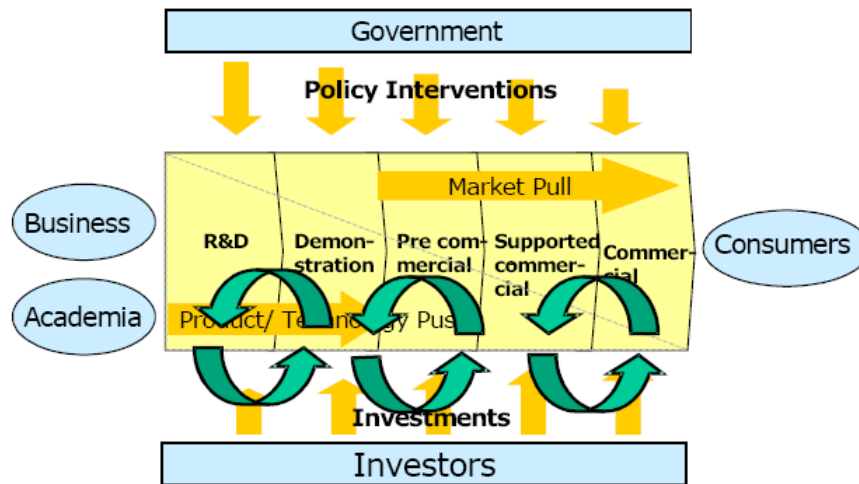 Government
Policy Interventions
Market Pull
Business
Academia
R&D
Demon-
stration
Pre com-
mercial
Supported
commer-
cial
Commer-
cial
Consumers
Product/ Technology Pus
Investments
Investors